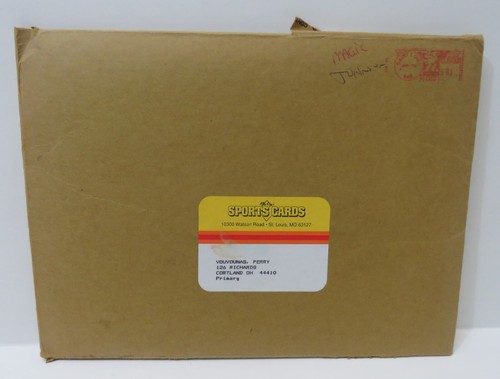 MAGIC
Johnson
SPORTS CARDS
10300 Watson Road - St. Louis, MO 63127
VOUVOUNAS, PERRY
126 RICHARDS
CORTLAND OH 44410
Primary